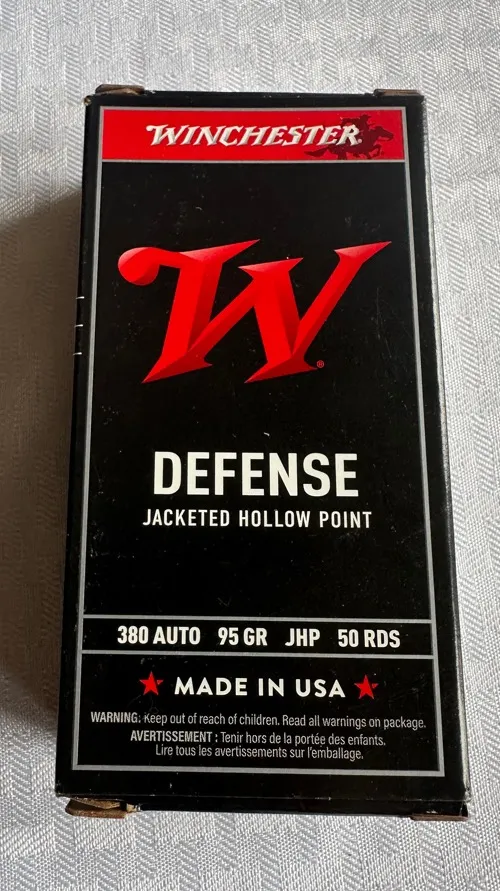 WINCHESTER
W®
DEFENSE
JACKETED HOLLOW POINT
380 AUTO 95 GR JHP 50 RDS
MADE IN USA
WARNING: Keep out of reach of children. Read all warnings on package.
AVERTISSEMENT : Tenir hors de la portée des enfants.
Lire tous les avertissements sur l'emballage.